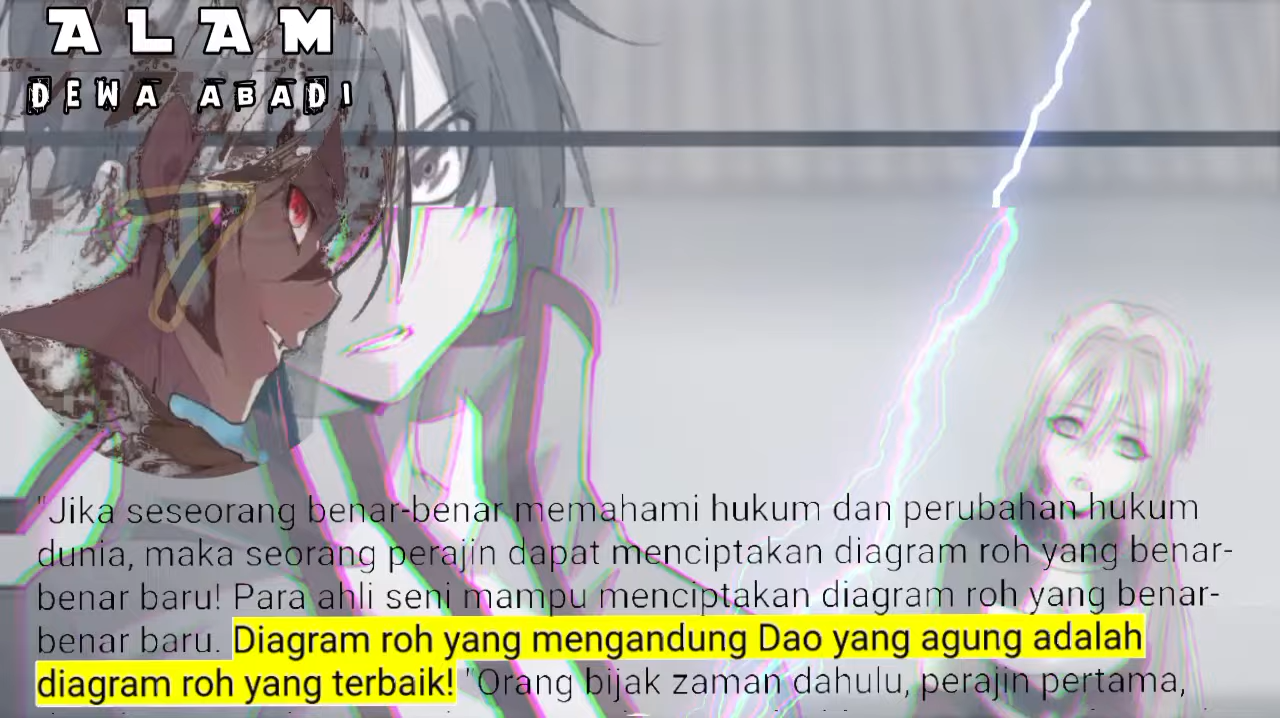 ALAM
DEWA ABADI
"Jika seseorang benar-benar memahami hukum dan perubahan hukum
dunia, maka seorang perajin dapat menciptakan diagram roh yang benar-
benar baru! Para ahli seni mampu menciptakan diagram roh yang benar-
benar baru. Diagram roh yang mengandung Dao yang agung adalah
diagram roh yang terbaik! "Orang bijak zaman dahulu, perajin pertama,